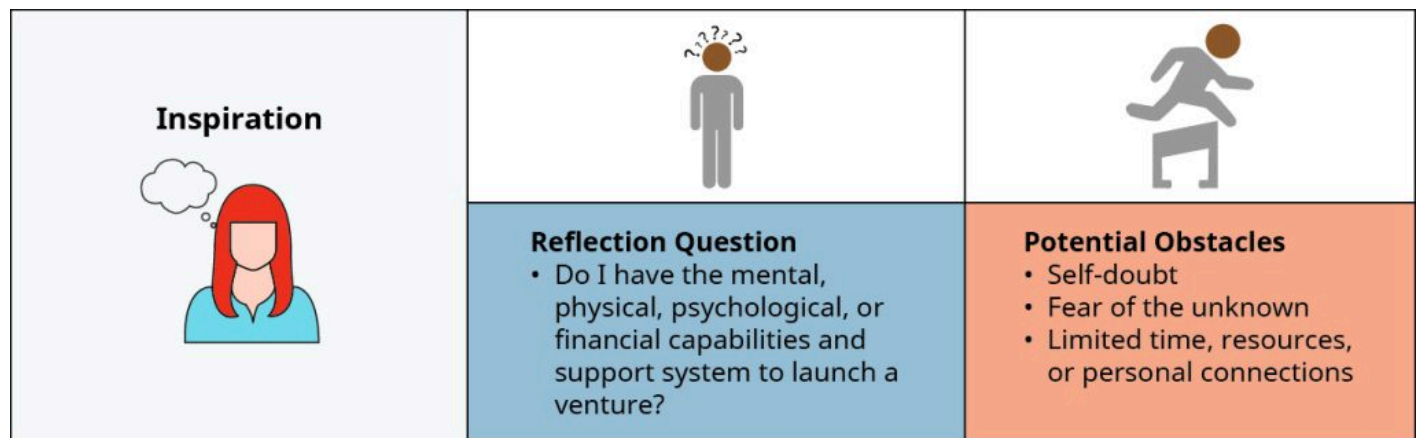 Inspiration
? ? ? ? ? ? ?
Reflection Question
• Do I have the mental,
physical, psychological, or
financial capabilities and
support system to launch a
venture?
Potential Obstacles
• Self-doubt
• Fear of the unknown
• Limited time, resources,
or personal connections